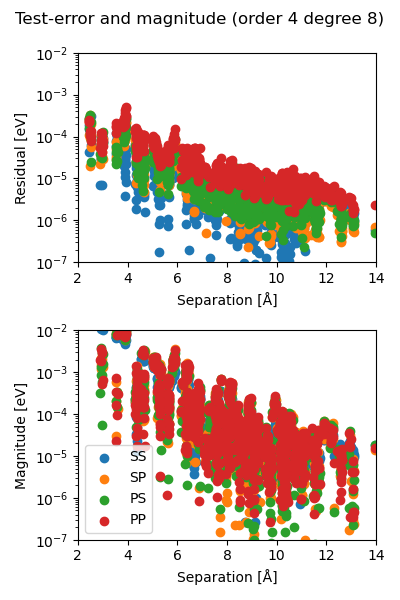 Test-error and magnitude (order 4 degree 8)
10⁻²
10⁻³
10⁻⁴
10⁻⁵
10⁻⁶
10⁻⁷
Residual [eV]
2 4 6 8 10 12 14
Separation [Å]
10⁻²
10⁻³
10⁻⁴
10⁻⁵
10⁻⁶
10⁻⁷
Magnitude [eV]
SS
SP
PS
PP
2 4 6 8 10 12 14
Separation [Å]